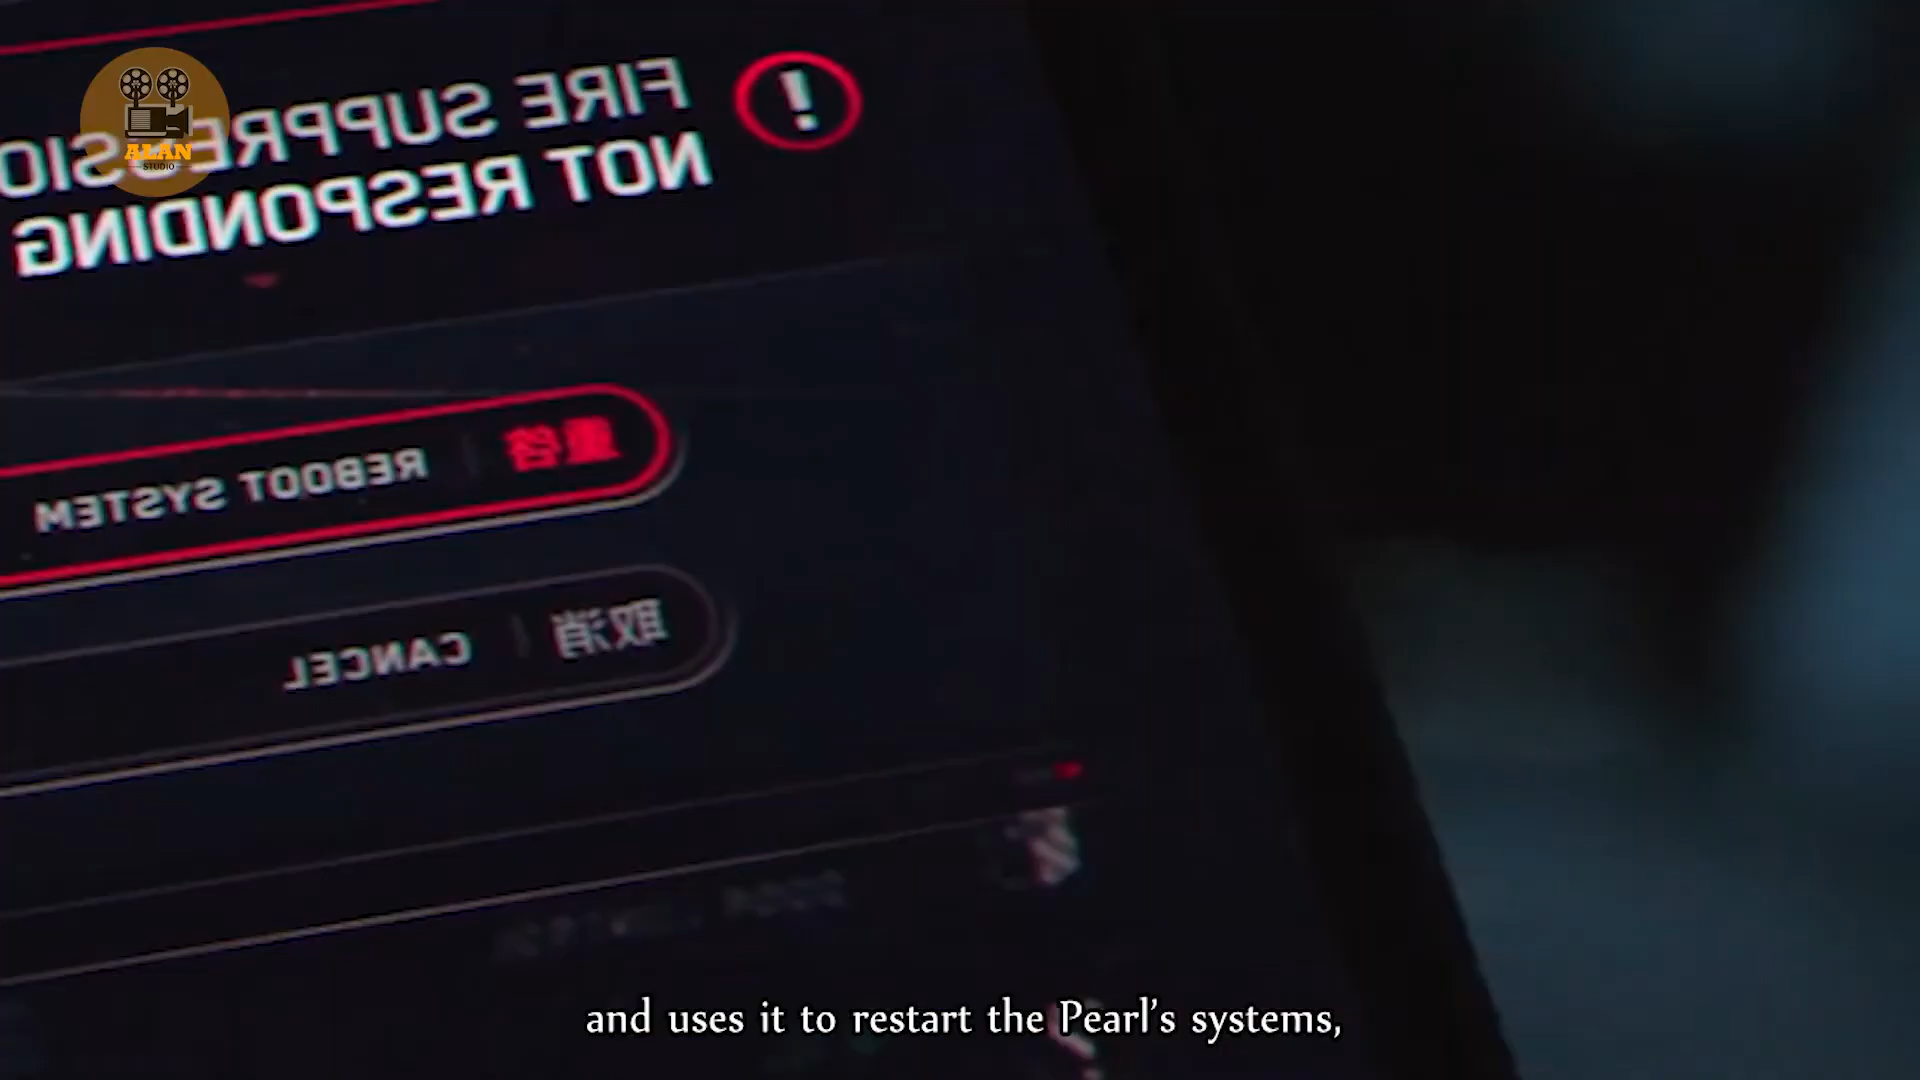 ALAN
STUDIO
FIRE SUPPRESSIO
NOT RESPONDING
重启 REBOOT SYSTEM
取消 CANCEL
and uses it to restart the Pearl's systems,